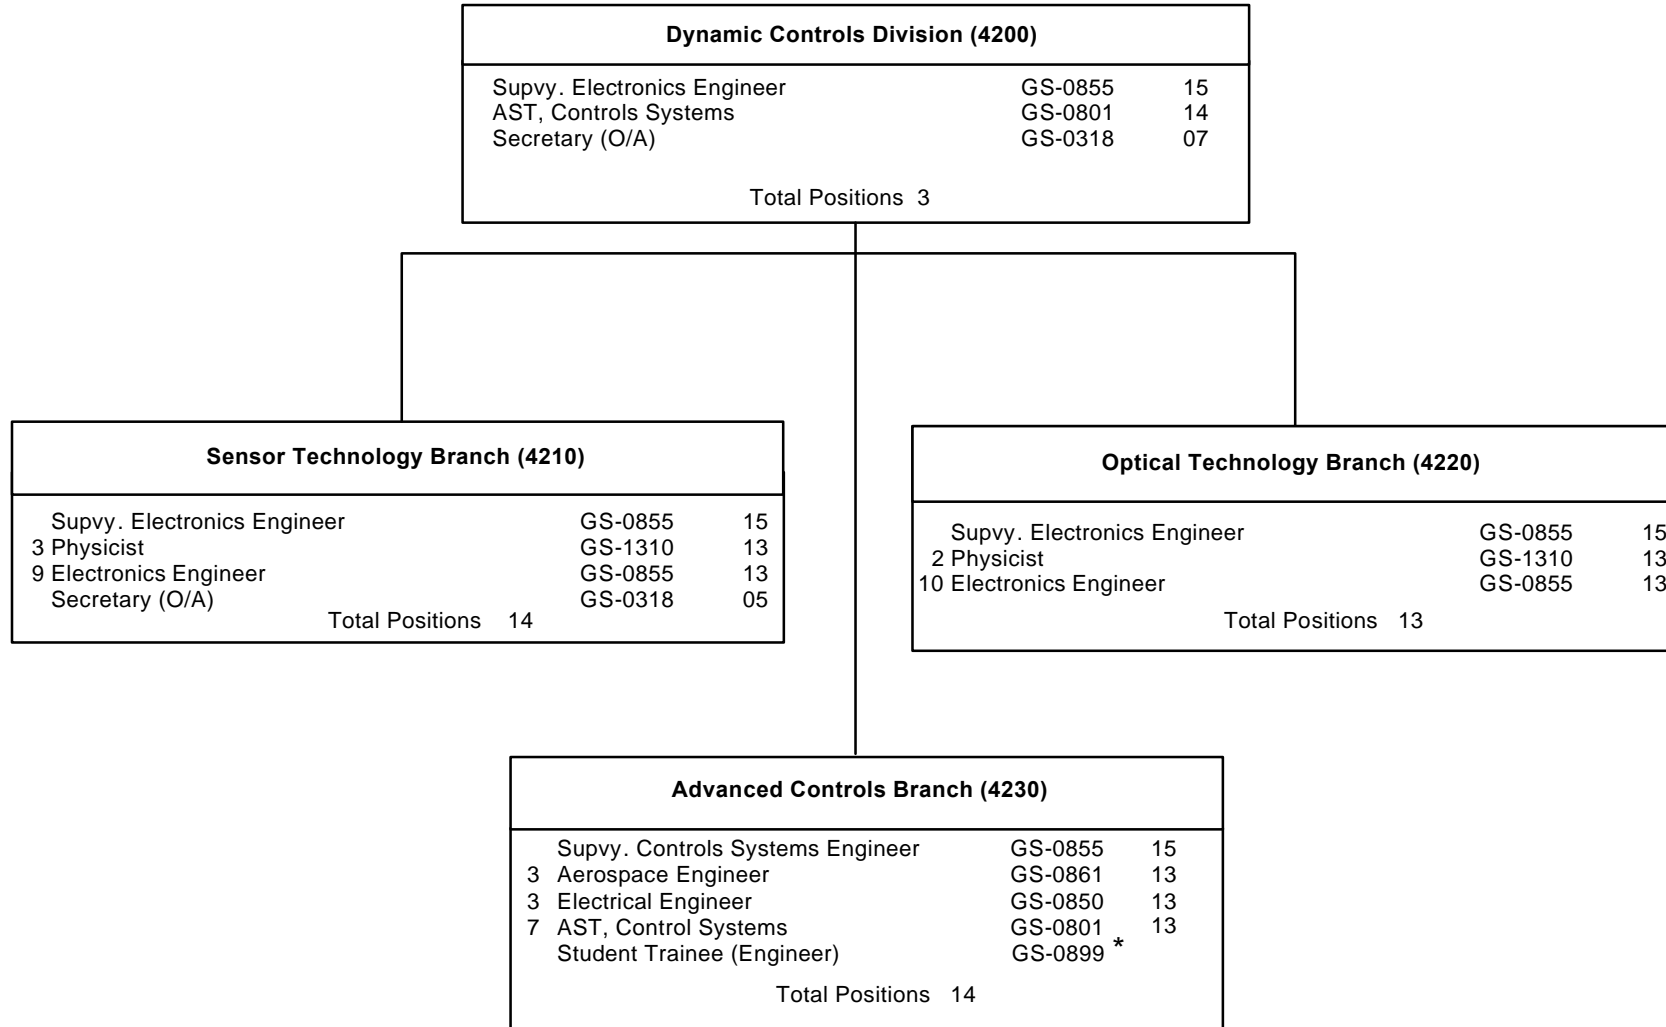 Dynamic Controls Division (4200)
Supvy. Electronics Engineer GS-0855 15
AST, Controls Systems GS-0801 14
Secretary (O/A) GS-0318 07
Total Positions 3
Sensor Technology Branch (4210)
Supvy. Electronics Engineer GS-0855 15
3 Physicist GS-1310 13
9 Electronics Engineer GS-0855 13
Secretary (O/A) GS-0318 05
Total Positions 14
Optical Technology Branch (4220)
Supvy. Electronics Engineer GS-0855 15
2 Physicist GS-1310 13
10 Electronics Engineer GS-0855 13
Total Positions 13
Advanced Controls Branch (4230)
Supvy. Controls Systems Engineer GS-0855 15
3 Aerospace Engineer GS-0861 13
3 Electrical Engineer GS-0850 13
7 AST, Control Systems GS-0801 13
Student Trainee (Engineer) GS-0899 *
Total Positions 14